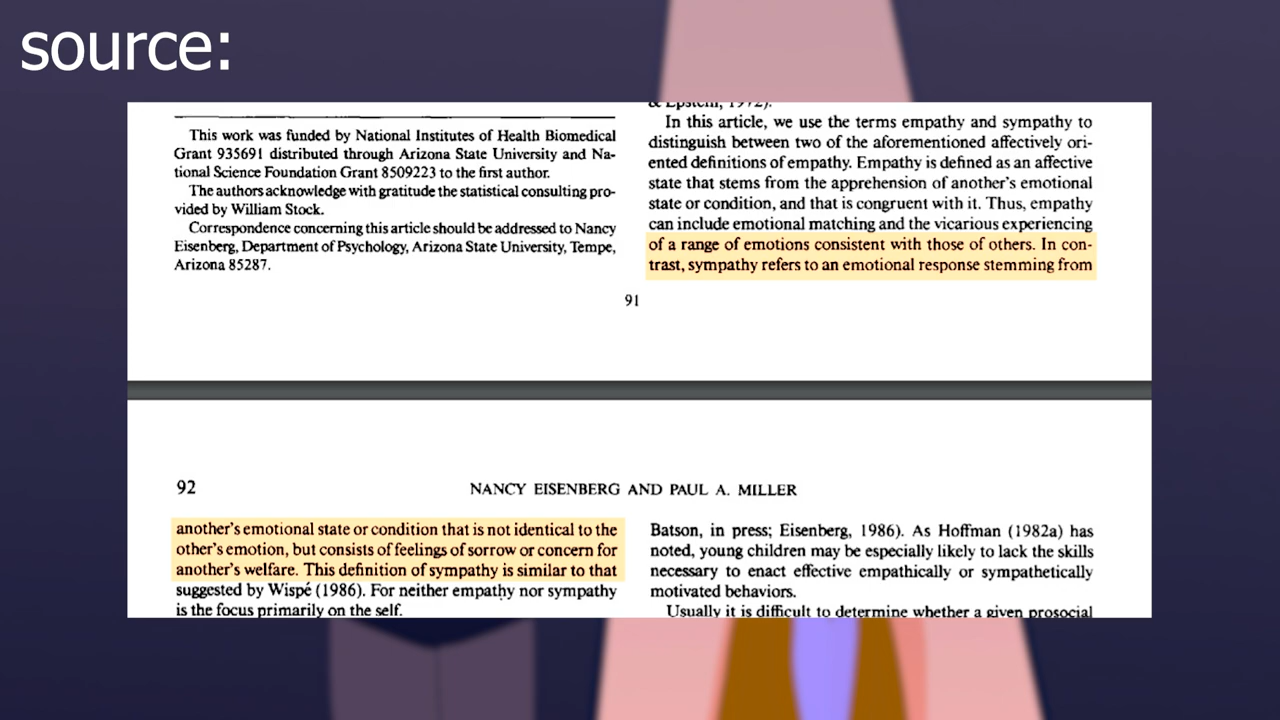 source:
This work was funded by National Institutes of Health Biomedical
Grant 935691 distributed through Arizona State University and Na-
tional Science Foundation Grant 8509223 to the first author.
The authors acknowledge with gratitude the statistical consulting pro-
vided by William Stock.
Correspondence concerning this article should be addressed to Nancy
Eisenberg, Department of Psychology, Arizona State University, Tempe,
Arizona 85287.
& Epstein, 1972).
In this article, we use the terms empathy and sympathy to
distinguish between two of the aforementioned affectively ori-
ented definitions of empathy. Empathy is defined as an affective
state that stems from the apprehension of another's emotional
state or condition, and that is congruent with it. Thus, empathy
can include emotional matching and the vicarious experiencing
of a range of emotions consistent with those of others. In con-
trast, sympathy refers to an emotional response stemming from
91
92
NANCY EISENBERG AND PAUL A. MILLER
another's emotional state or condition that is not identical to the
other's emotion, but consists of feelings of sorrow or concern for
another's welfare. This definition of sympathy is similar to that
suggested by Wispé (1986). For neither empathy nor sympathy
is the focus primarily on the self.
Batson, in press; Eisenberg, 1986). As Hoffman (1982a) has
noted, young children may be especially likely to lack the skills
necessary to enact effective empathically or sympathetically
motivated behaviors.
Usually it is difficult to determine whether a given prosocial